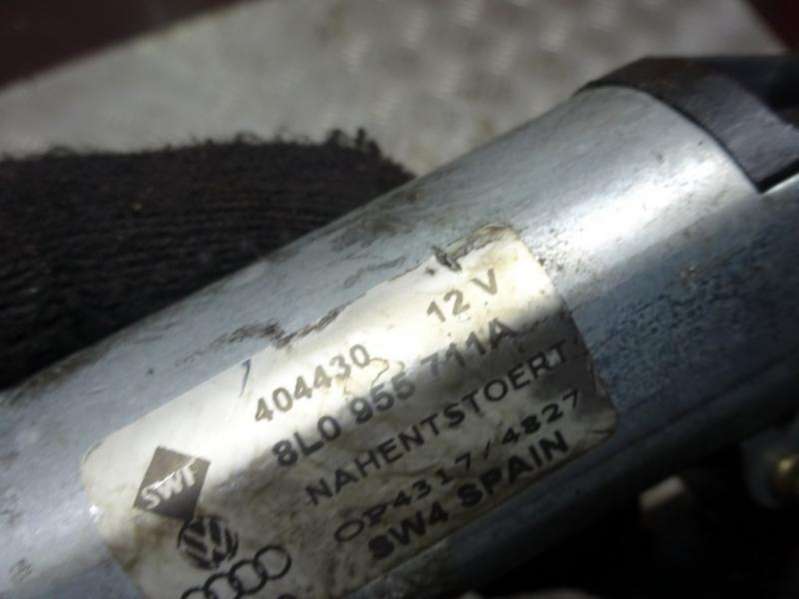 404430 12 V
8L0 955 711A
NAHENTSTOERT
OP4317/4827
SW4 SPAIN
SWF